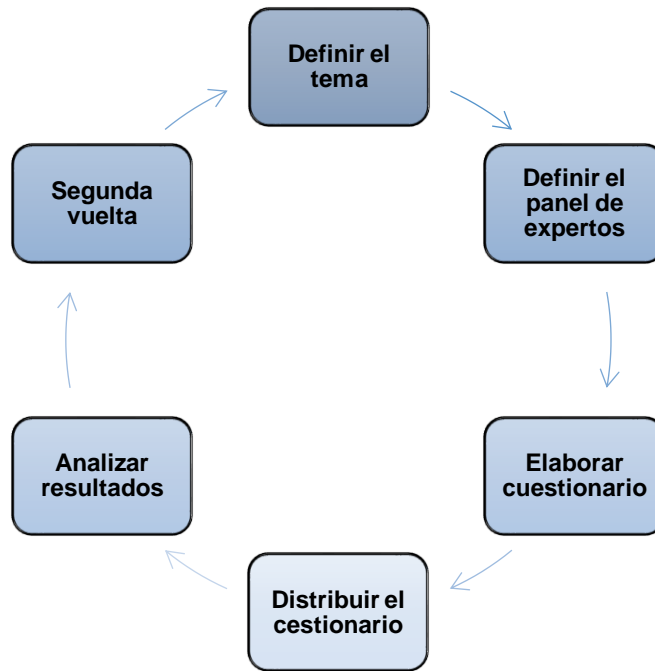 Definir el
tema
Definir el
panel de
expertos
Elaborar
cuestionario
Distribuir el
cestionario
Analizar
resultados
Segunda
vuelta